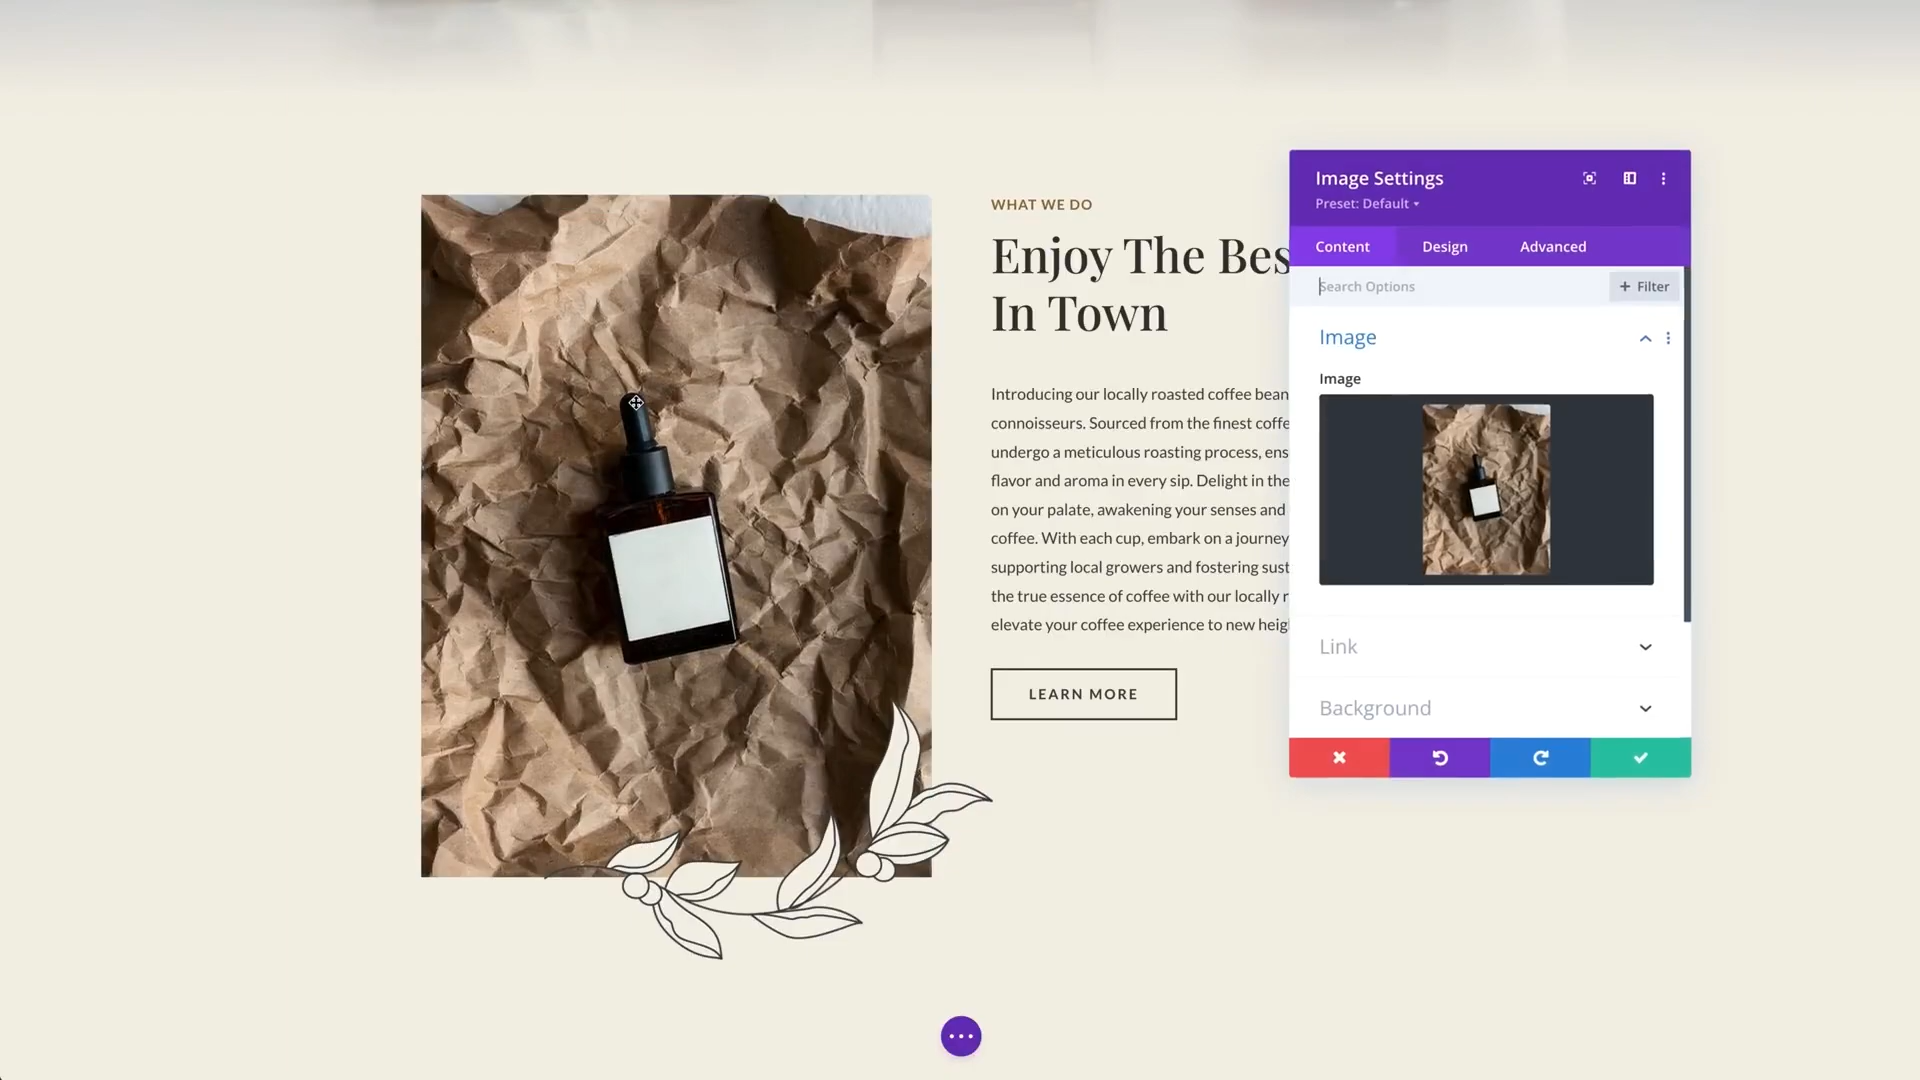 WHAT WE DO
Enjoy The Bes
In Town
Introducing our locally roasted coffee bean
connoisseurs. Sourced from the finest coffe
undergo a meticulous roasting process, ens
flavor and aroma in every sip. Delight in the
on your palate, awakening your senses and
coffee. With each cup, embark on a journey
supporting local growers and fostering sust
the true essence of coffee with our locally r
elevate your coffee experience to new heig
LEARN MORE
Image Settings
Preset: Default
Content Design Advanced
Search Options + Filter
Image
Image
Link
Background